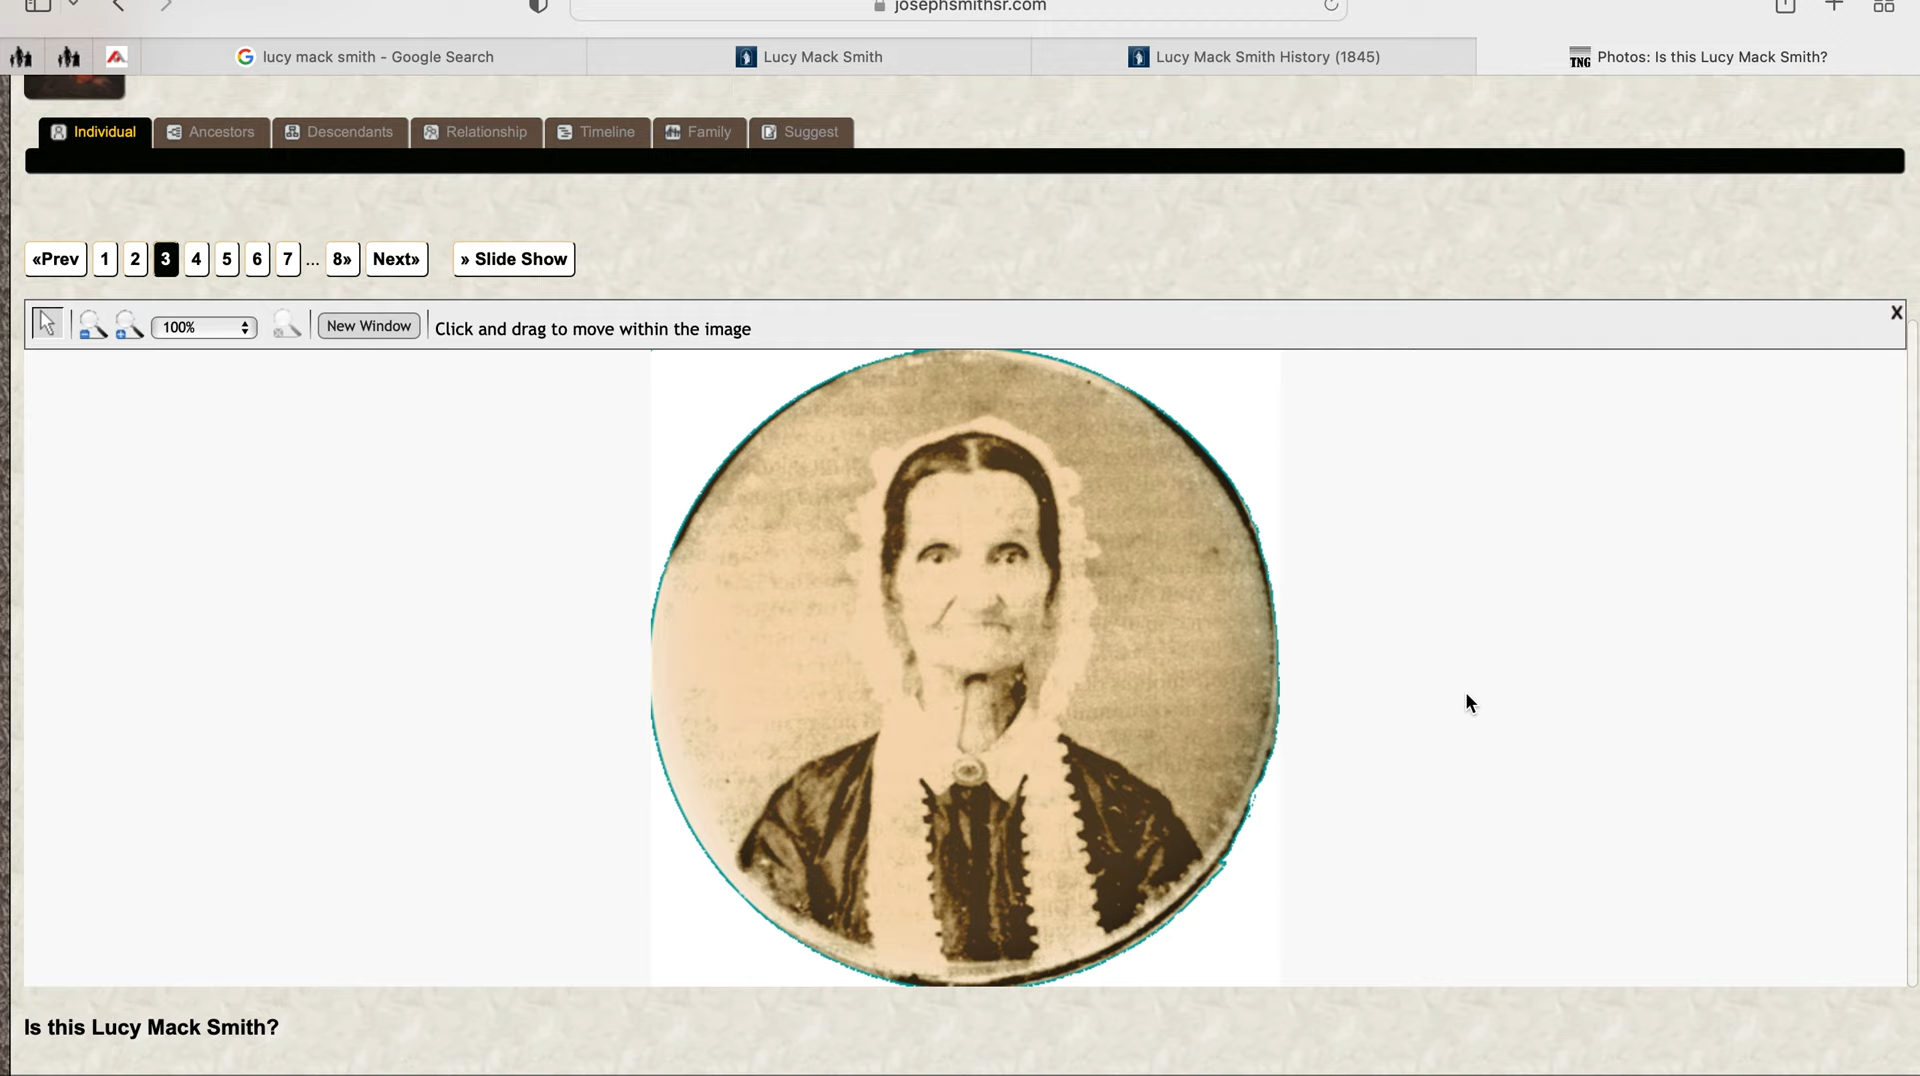 josephsmithsr.com
lucy mack smith - Google Search
Lucy Mack Smith
Lucy Mack Smith History (1845)
TNG
Photos: Is this Lucy Mack Smith?
Individual
Ancestors
Descendants
Relationship
Timeline
Family
Suggest
«Prev 1 2 3 4 5 6 7 ... 8» Next» » Slide Show
100% New Window Click and drag to move within the image X
Is this Lucy Mack Smith?